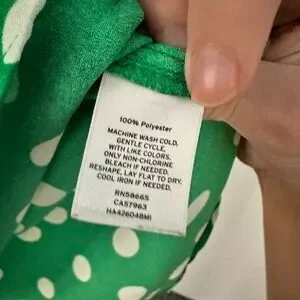 100% Polyester
MACHINE WASH COLD,
GENTLE CYCLE,
WITH LIKE COLORS.
ONLY NON-CHLORINE
BLEACH IF NEEDED.
RESHAPE, LAY FLAT TO DRY.
COOL IRON IF NEEDED.
RN58665
CA57963
HA426048MI